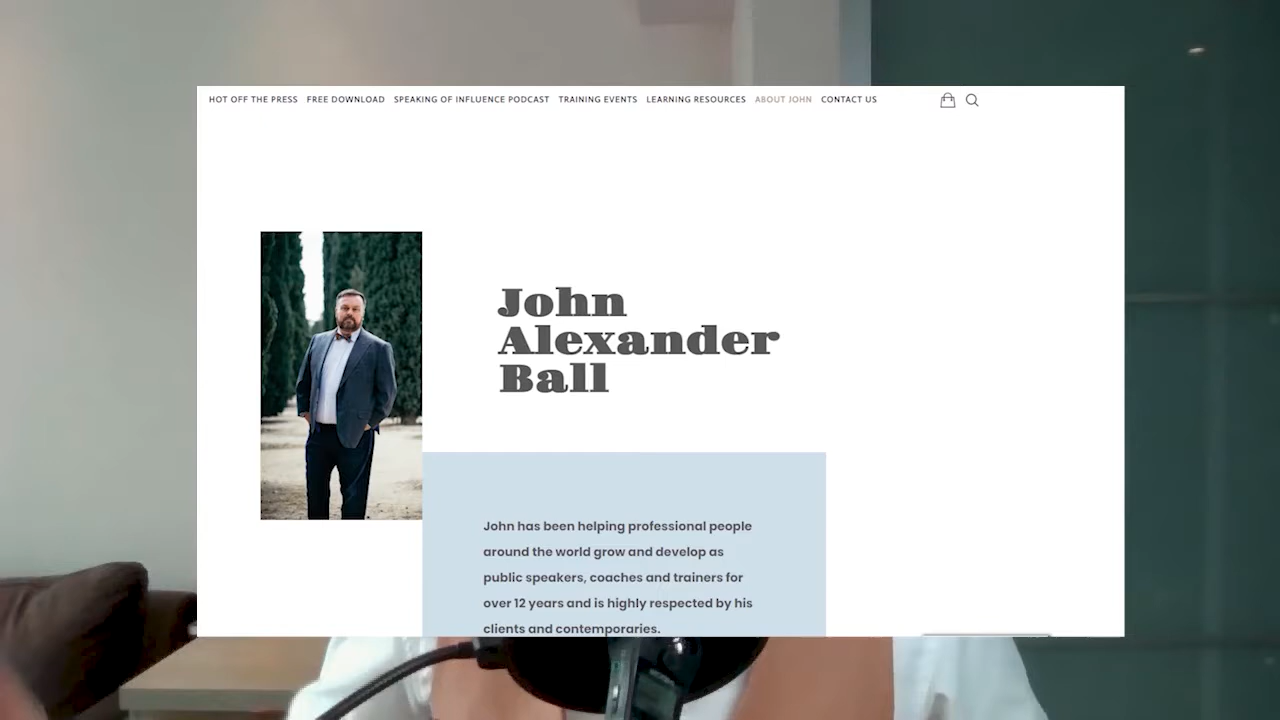 HOT OFF THE PRESS FREE DOWNLOAD SPEAKING OF INFLUENCE PODCAST TRAINING EVENTS LEARNING RESOURCES ABOUT JOHN CONTACT US
John
Alexander
Ball
John has been helping professional people
around the world grow and develop as
public speakers, coaches and trainers for
over 12 years and is highly respected by his
clients and contemporaries.